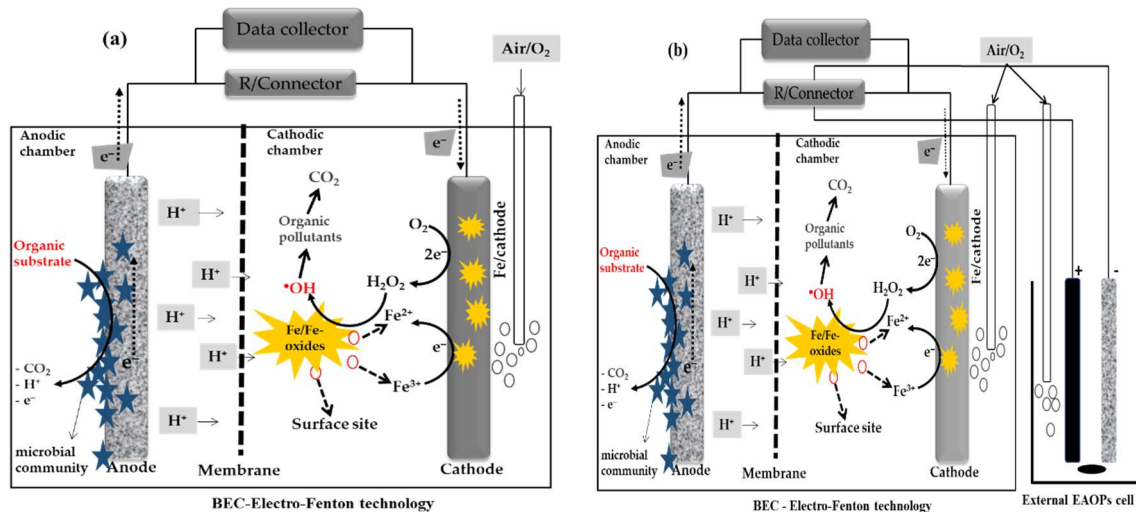 (a)
Data collector
R/Connector
Air/O₂
Anodic
chamber
Cathodic
chamber
e⁻
e⁻
CO₂
Organic
pollutants
•OH
H⁺
H⁺
H⁺
H⁺
H⁺
Organic
substrate
O₂
2e⁻
H₂O₂
Fe²⁺
Fe/Fe-
oxides
e⁻
Fe³⁺
Surface site
Fe/cathode
e⁻
- CO₂
- H⁺
- e⁻
microbial
community
Anode
Membrane
Cathode
BEC-Electro-Fenton technology
(b)
Data collector
R/Connector
Air/O₂
Anodic
chamber
Cathodic
chamber
e⁻
e⁻
CO₂
Organic
pollutants
•OH
H⁺
H⁺
H⁺
H⁺
H⁺
Organic
substrate
O₂
2e⁻
H₂O₂
Fe²⁺
Fe/Fe-
oxides
e⁻
Fe³⁺
Surface site
Fe/cathode
+
-
e⁻
- CO₂
- H⁺
- e⁻
microbial
community
Anode
Membrane
Cathode
BEC - Electro-Fenton technology
External EAOPs cell